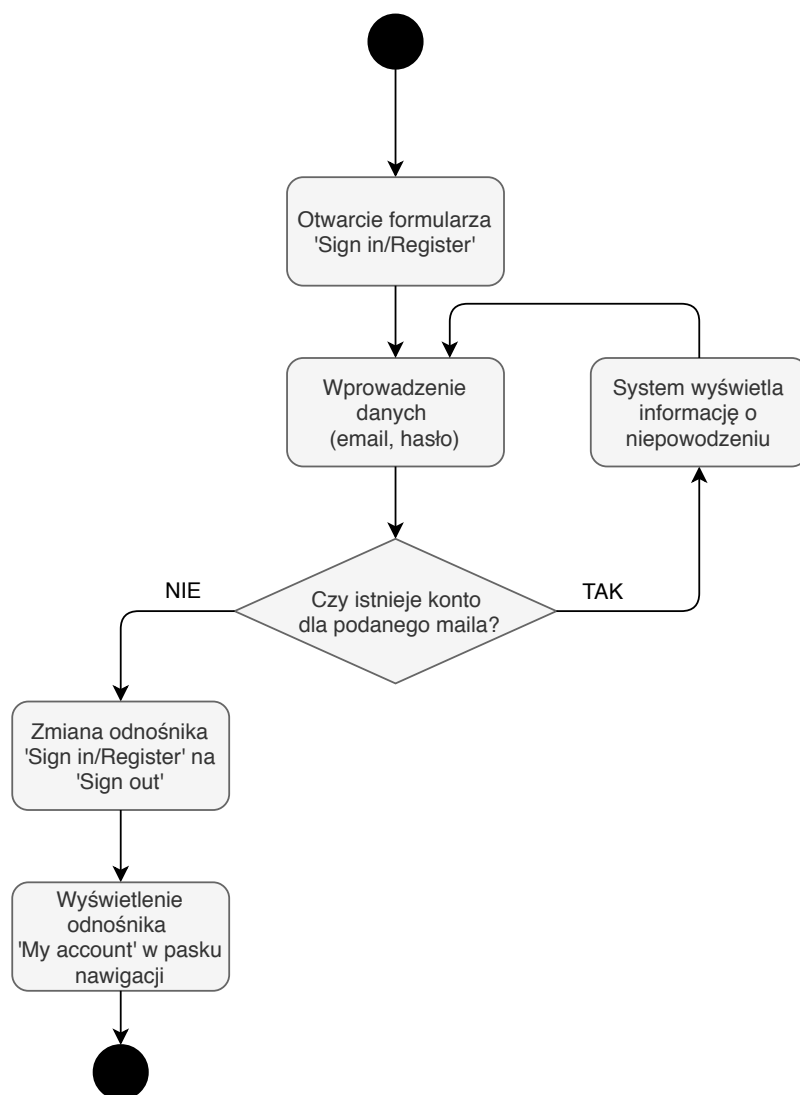 Otwarcie formularza
'Sign in/Register'
Wprowadzenie
danych
(email, hasło)
System wyświetla
informację o
niepowodzeniu
NIE
Czy istnieje konto
dla podanego maila?
TAK
Zmiana odnośnika
'Sign in/Register' na
'Sign out'
Wyświetlenie
odnośnika
'My account' w pasku
nawigacji